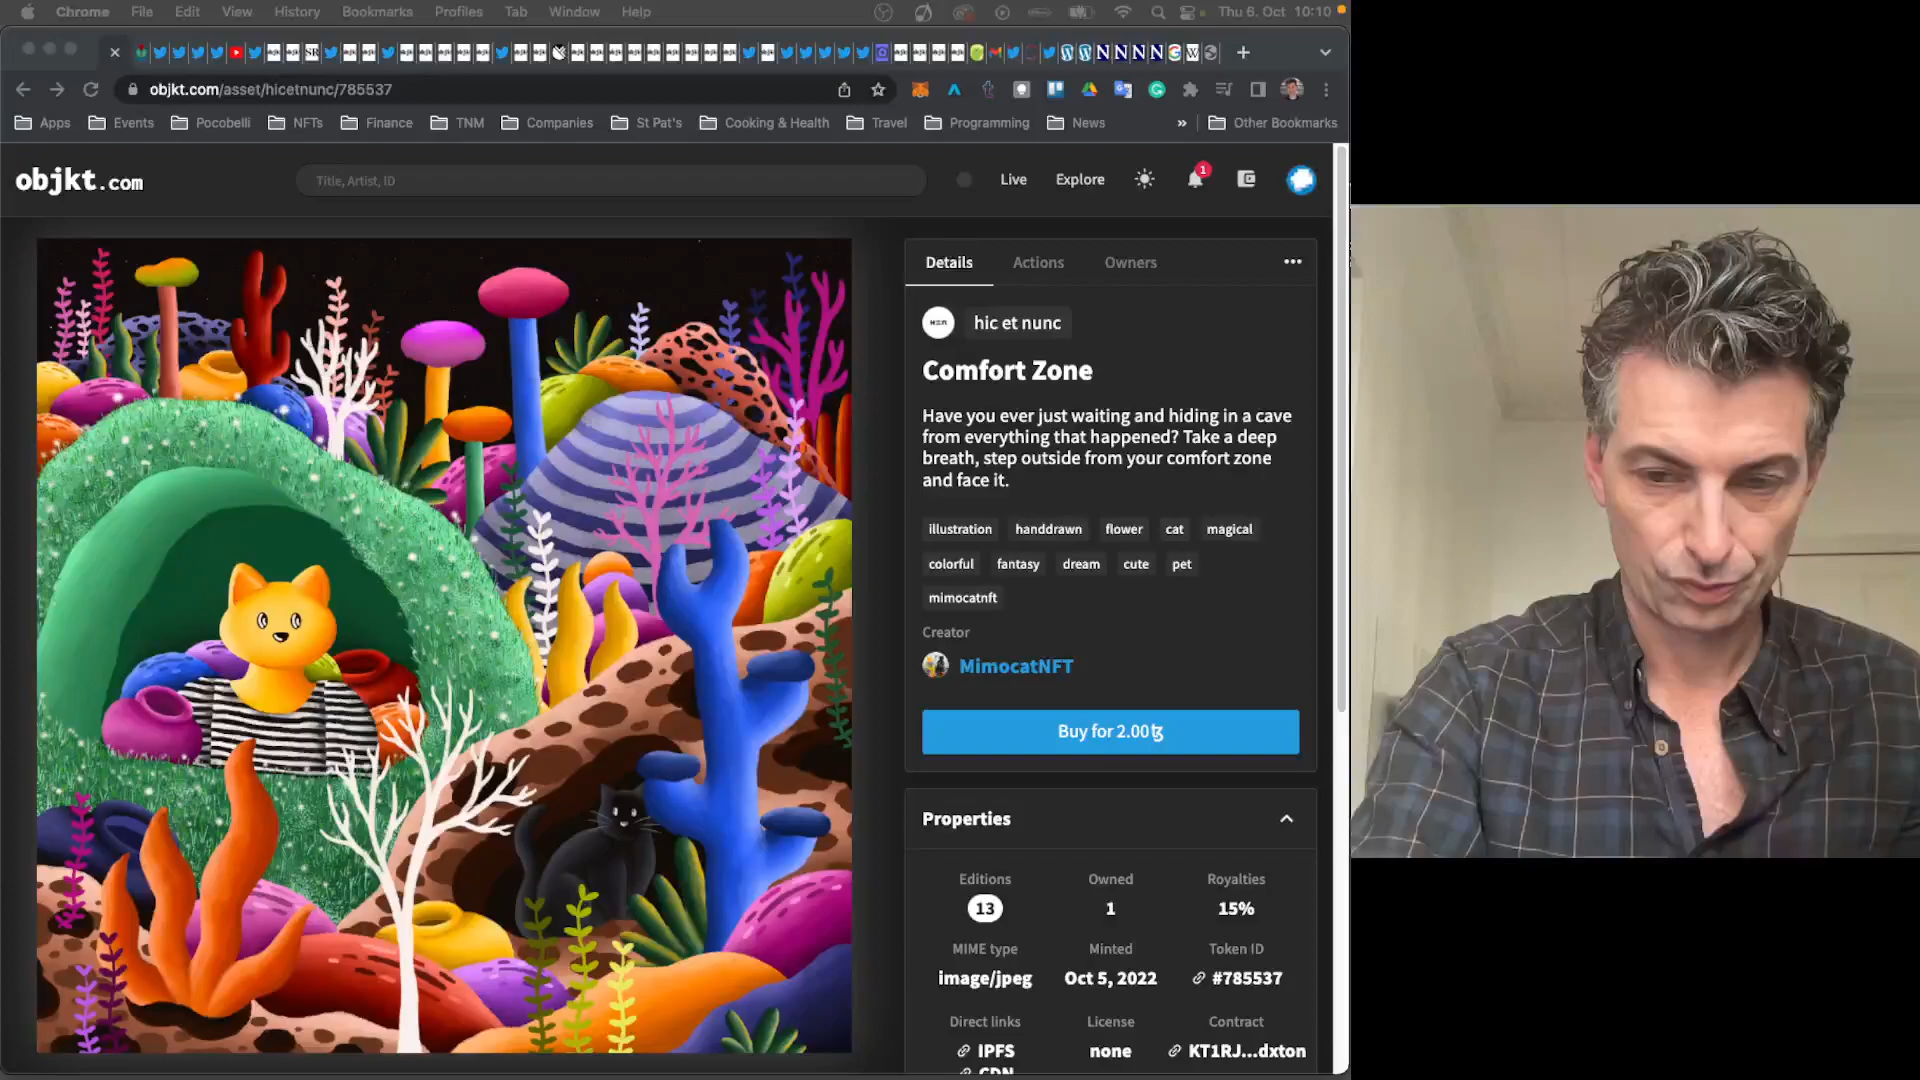 Chrome File Edit View History Bookmarks Profiles Tab Window Help Thu 6. Oct 10:10
objkt.com/asset/hicetnunc/785537
Apps Events Pocobelli NFTs Finance TNM Companies St Pat's Cooking & Health Travel Programming News » Other Bookmarks
objkt.com Title, Artist, ID Live Explore 1
Details Actions Owners
hic et nunc
Comfort Zone
Have you ever just waiting and hiding in a cave
from everything that happened? Take a deep
breath, step outside from your comfort zone
and face it.
illustration handdrawn flower cat magical
colorful fantasy dream cute pet
mimocatnft
Creator
MimocatNFT
Buy for 2.00ꜩ
Properties
Editions Owned Royalties
13 1 15%
MIME type Minted Token ID
image/jpeg Oct 5, 2022 #785537
Direct links License Contract
IPFS none KT1RJ...dxton
CDN